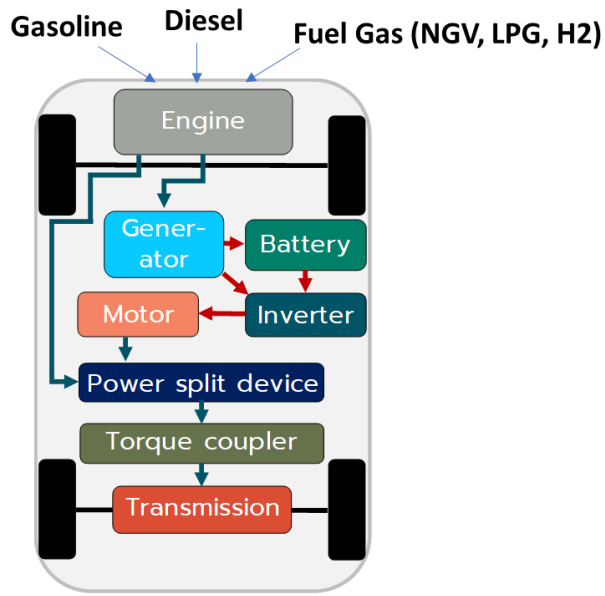 Gasoline
Diesel
Fuel Gas (NGV, LPG, H2)
Engine
Gener-
ator
Battery
Motor
Inverter
Power split device
Torque coupler
Transmission